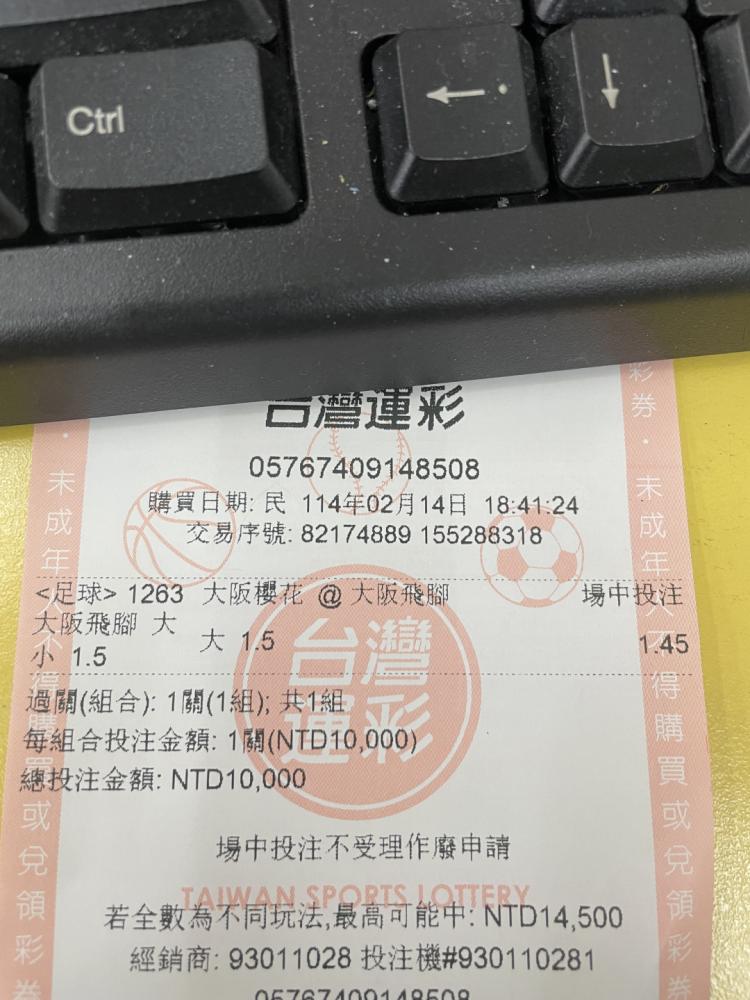 Ctrl
←
↓
台灣運彩
05767409148508
購買日期: 民 114年02月14日 18:41:24
交易序號: 82174889 155288318
<足球> 1263 大阪櫻花 @ 大阪飛腳 場中投注
大阪飛腳 大
小 1.5 大 1.5 1.45
過關(組合): 1關(1組); 共1組
每組合投注金額: 1關(NTD10,000)
總投注金額: NTD10,000
場中投注不受理作廢申請
TAIWAN SPORTS LOTTERY
若全數為不同玩法,最高可能中: NTD14,500
經銷商: 93011028 投注機#930110281
05767409148508
台灣
運彩
未成年人不得購買或兌領彩券
彩券・未成年人不得購買或兌領彩券